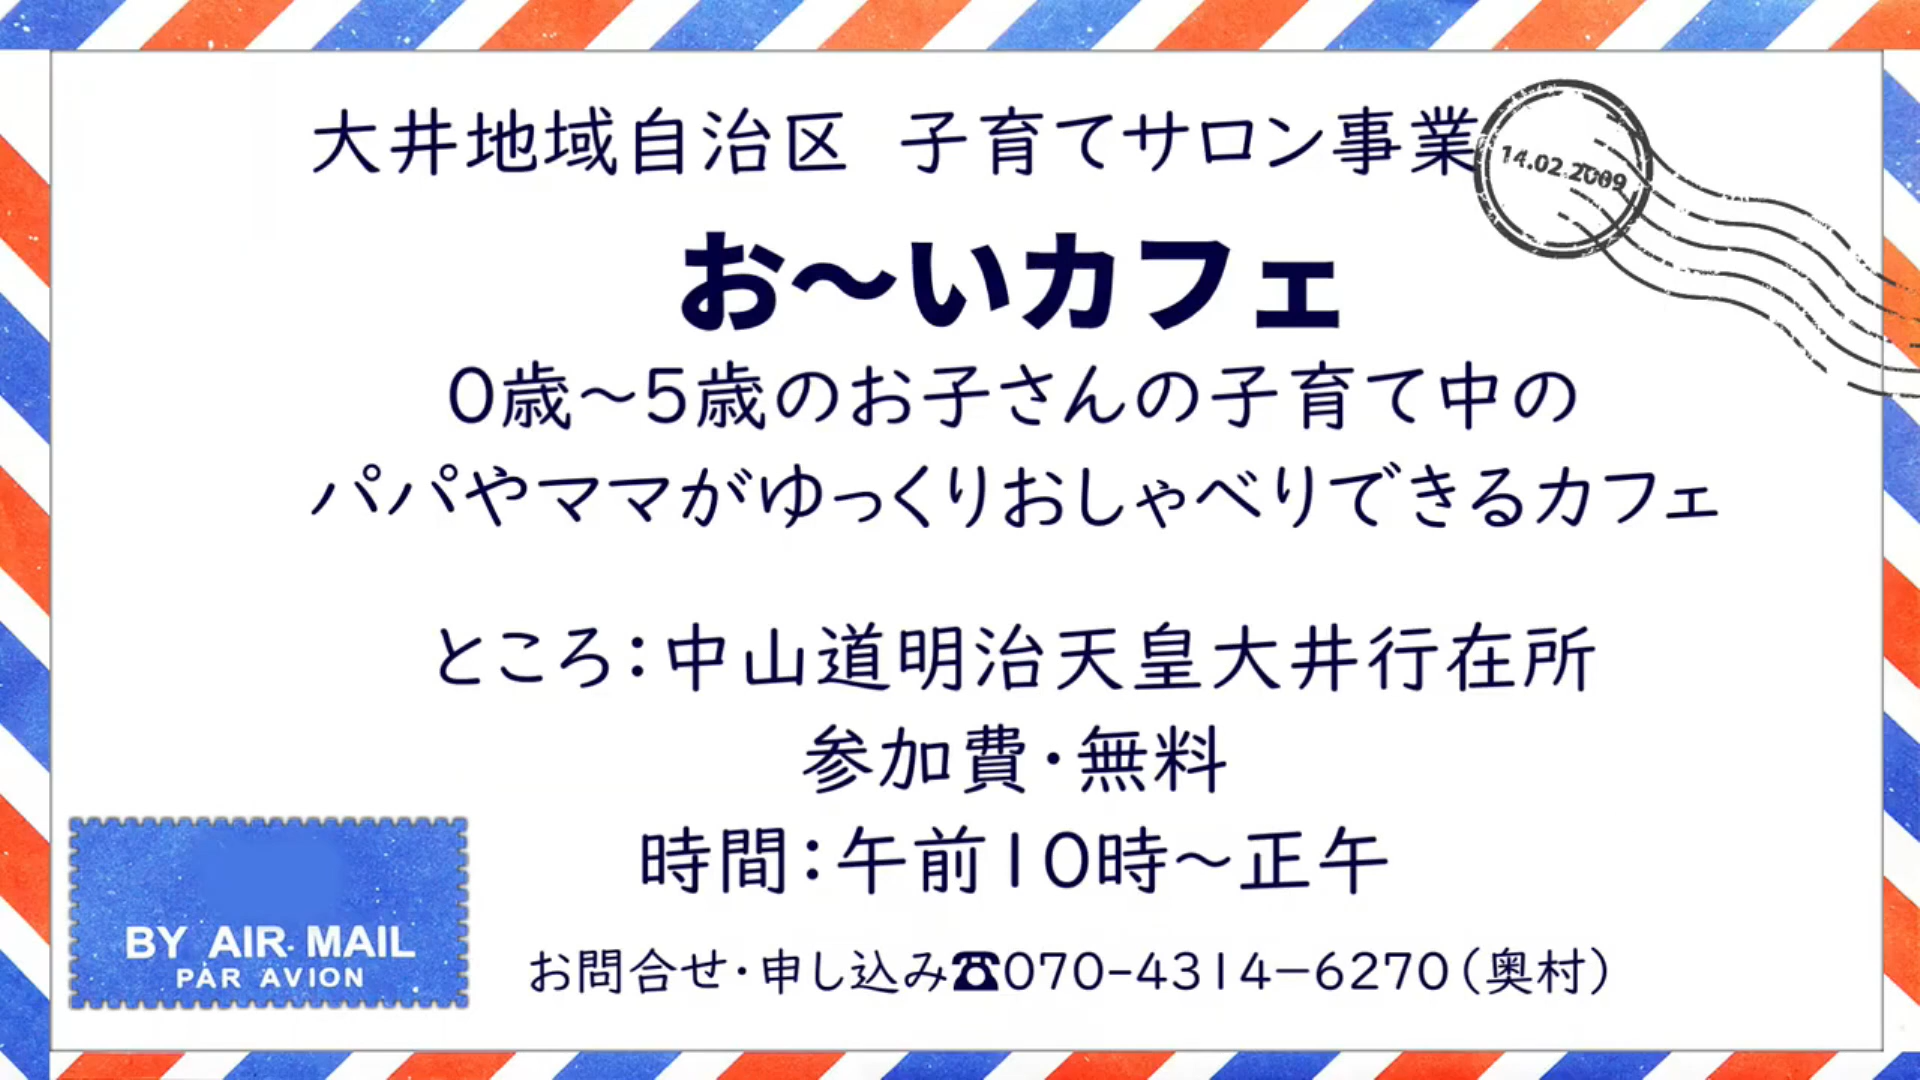 大井地域自治区 子育てサロン事業
14.02.2009
お～いカフェ
0歳～5歳のお子さんの子育て中の
パパやママがゆっくりおしゃべりできるカフェ
ところ：中山道明治天皇大井行在所
参加費・無料
時間：午前10時～正午
お問合せ・申し込み☎070-4314−6270（奥村）
BY AIR MAIL
PAR AVION